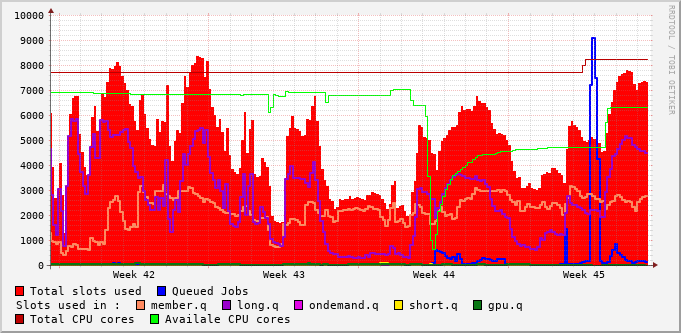 RRDTOOL / TOBI OETIKER
10000
9000
8000
7000
6000
5000
4000
3000
2000
1000
0
Week 42 Week 43 Week 44 Week 45
Total slots used Queued Jobs
Slots used in : member.q long.q ondemand.q short.q gpu.q
Total CPU cores Availale CPU cores